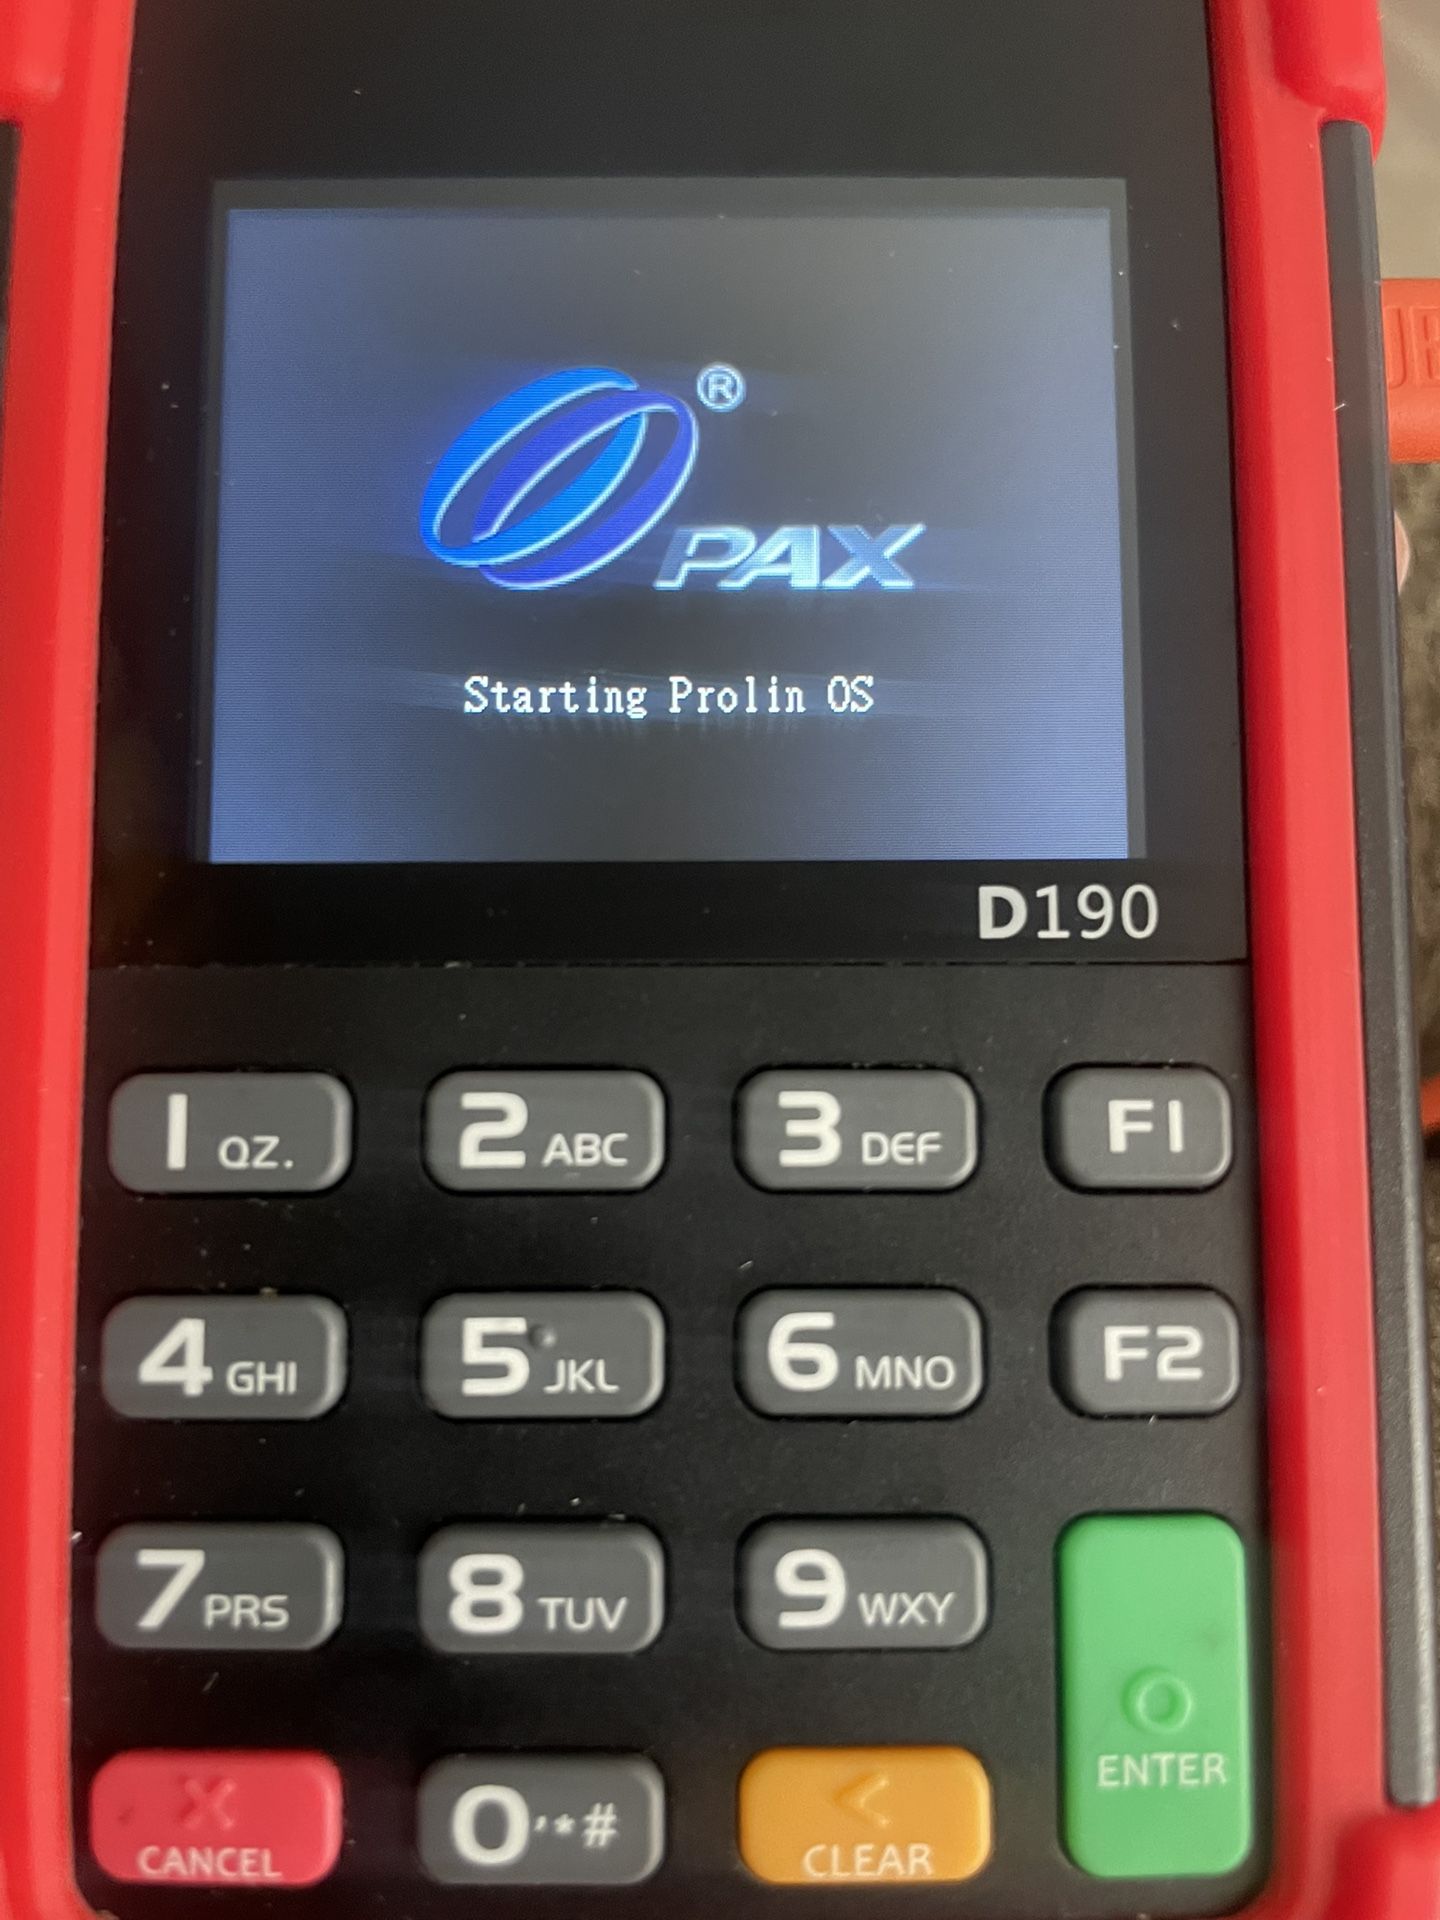 ®
PAX
Starting Prolin OS
D190
1 QZ. 2 ABC 3 DEF F1
4 GHI 5 JKL 6 MNO F2
7 PRS 8 TUV 9 WXY
CANCEL 0 ,*# CLEAR ENTER